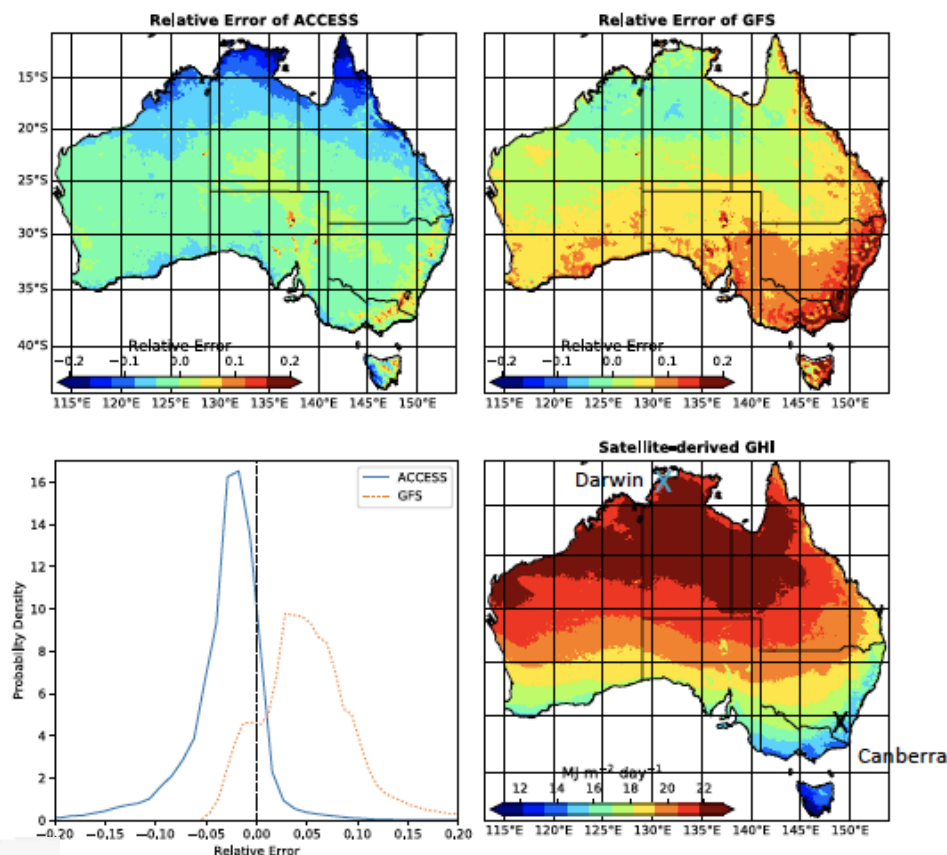 Relative Error of ACCESS
15°S
20°S
25°S
30°S
35°S
40°S
Relative Error
−0.2 −0.1 0.0 0.1 0.2
115°E 120°E 125°E 130°E 135°E 140°E 145°E 150°E
Relative Error of GFS
Relative Error
−0.2 −0.1 0.0 0.1 0.2
115°E 120°E 125°E 130°E 135°E 140°E 145°E 150°E
Probability Density
16
14
12
10
8
6
4
2
0
ACCESS
GFS
−0.20 −0.15 −0.10 −0.05 0.00 0.05 0.10 0.15 0.20
Relative Error
Satellite-derived GHI
Darwin
Canberra
MJ m⁻² day⁻¹
12 14 16 18 20 22
115°E 120°E 125°E 130°E 135°E 140°E 145°E 150°E